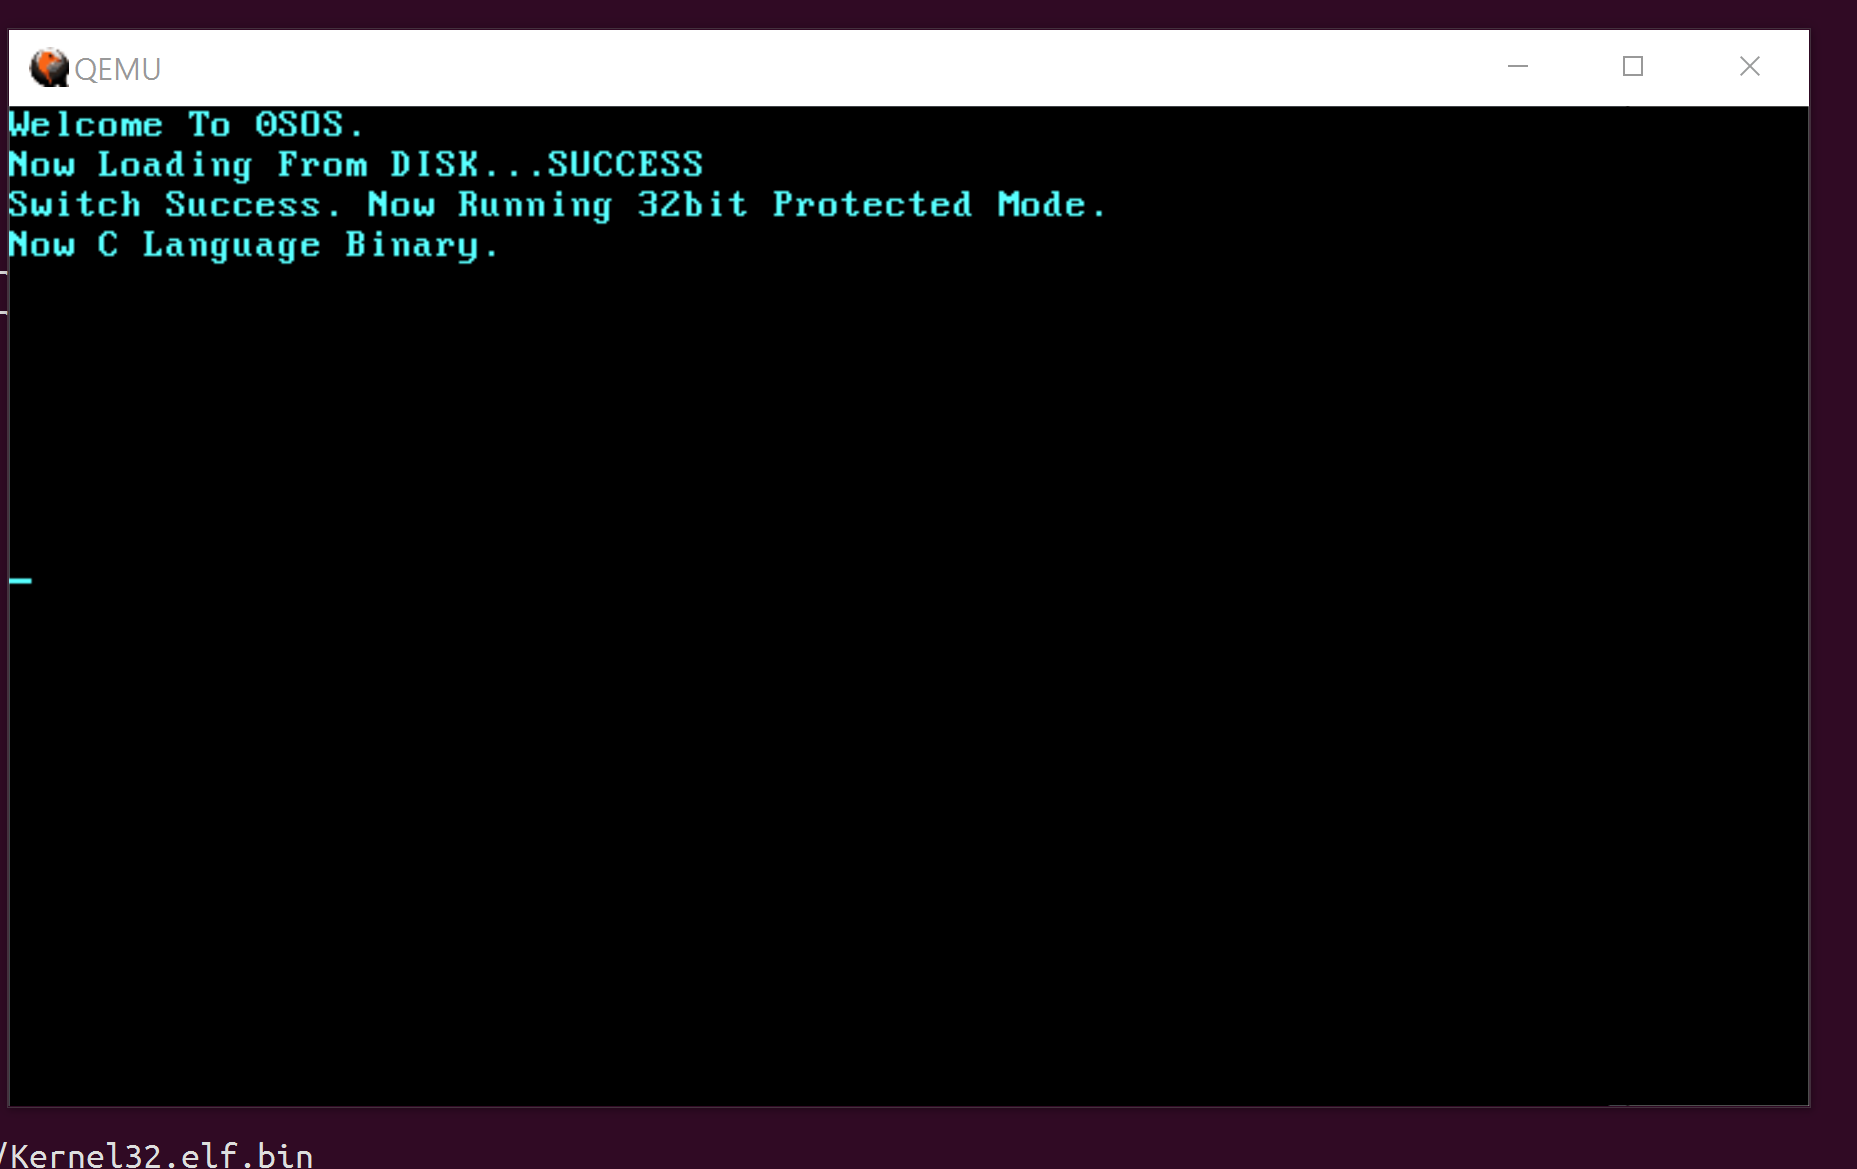 QEMU
Welcome To 0SOS.
Now Loading From DISK...SUCCESS
Switch Success. Now Running 32bit Protected Mode.
Now C Language Binary.
/Kernel32.elf.bin